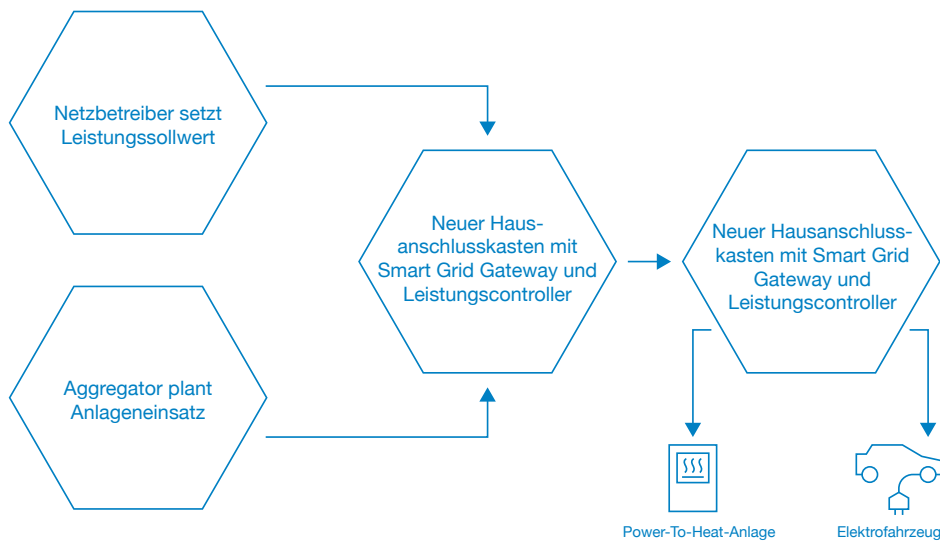 Netzbetreiber setzt
Leistungssollwert
Neuer Haus-
anschlusskasten mit
Smart Grid Gateway und
Leistungscontroller
Neuer Hausanschluss-
kasten mit Smart Grid
Gateway und
Leistungscontroller
Aggregator plant
Anlageneinsatz
Power-To-Heat-Anlage
Elektrofahrzeug